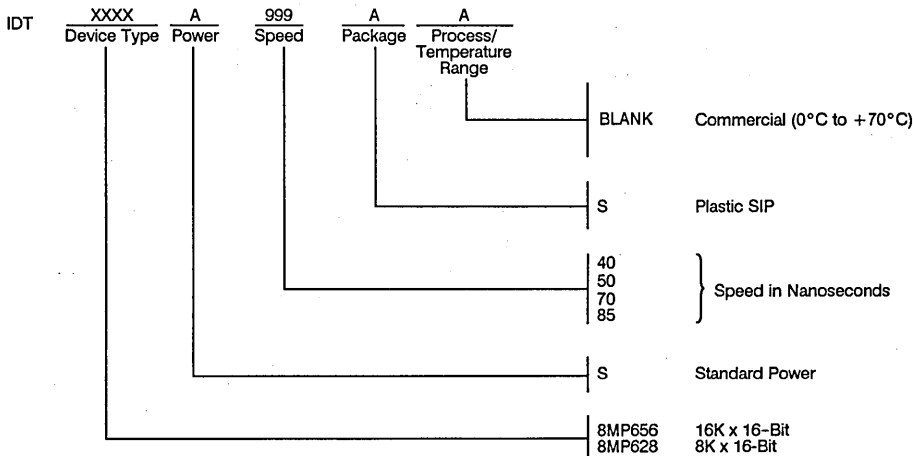 IDT XXXX A 999 A A
Device Type Power Speed Package Process/
Temperature
Range
BLANK Commercial (0°C to +70°C)
S Plastic SIP
40
50
70
85
Speed in Nanoseconds
S Standard Power
8MP656 16K x 16-Bit
8MP628 8K x 16-Bit